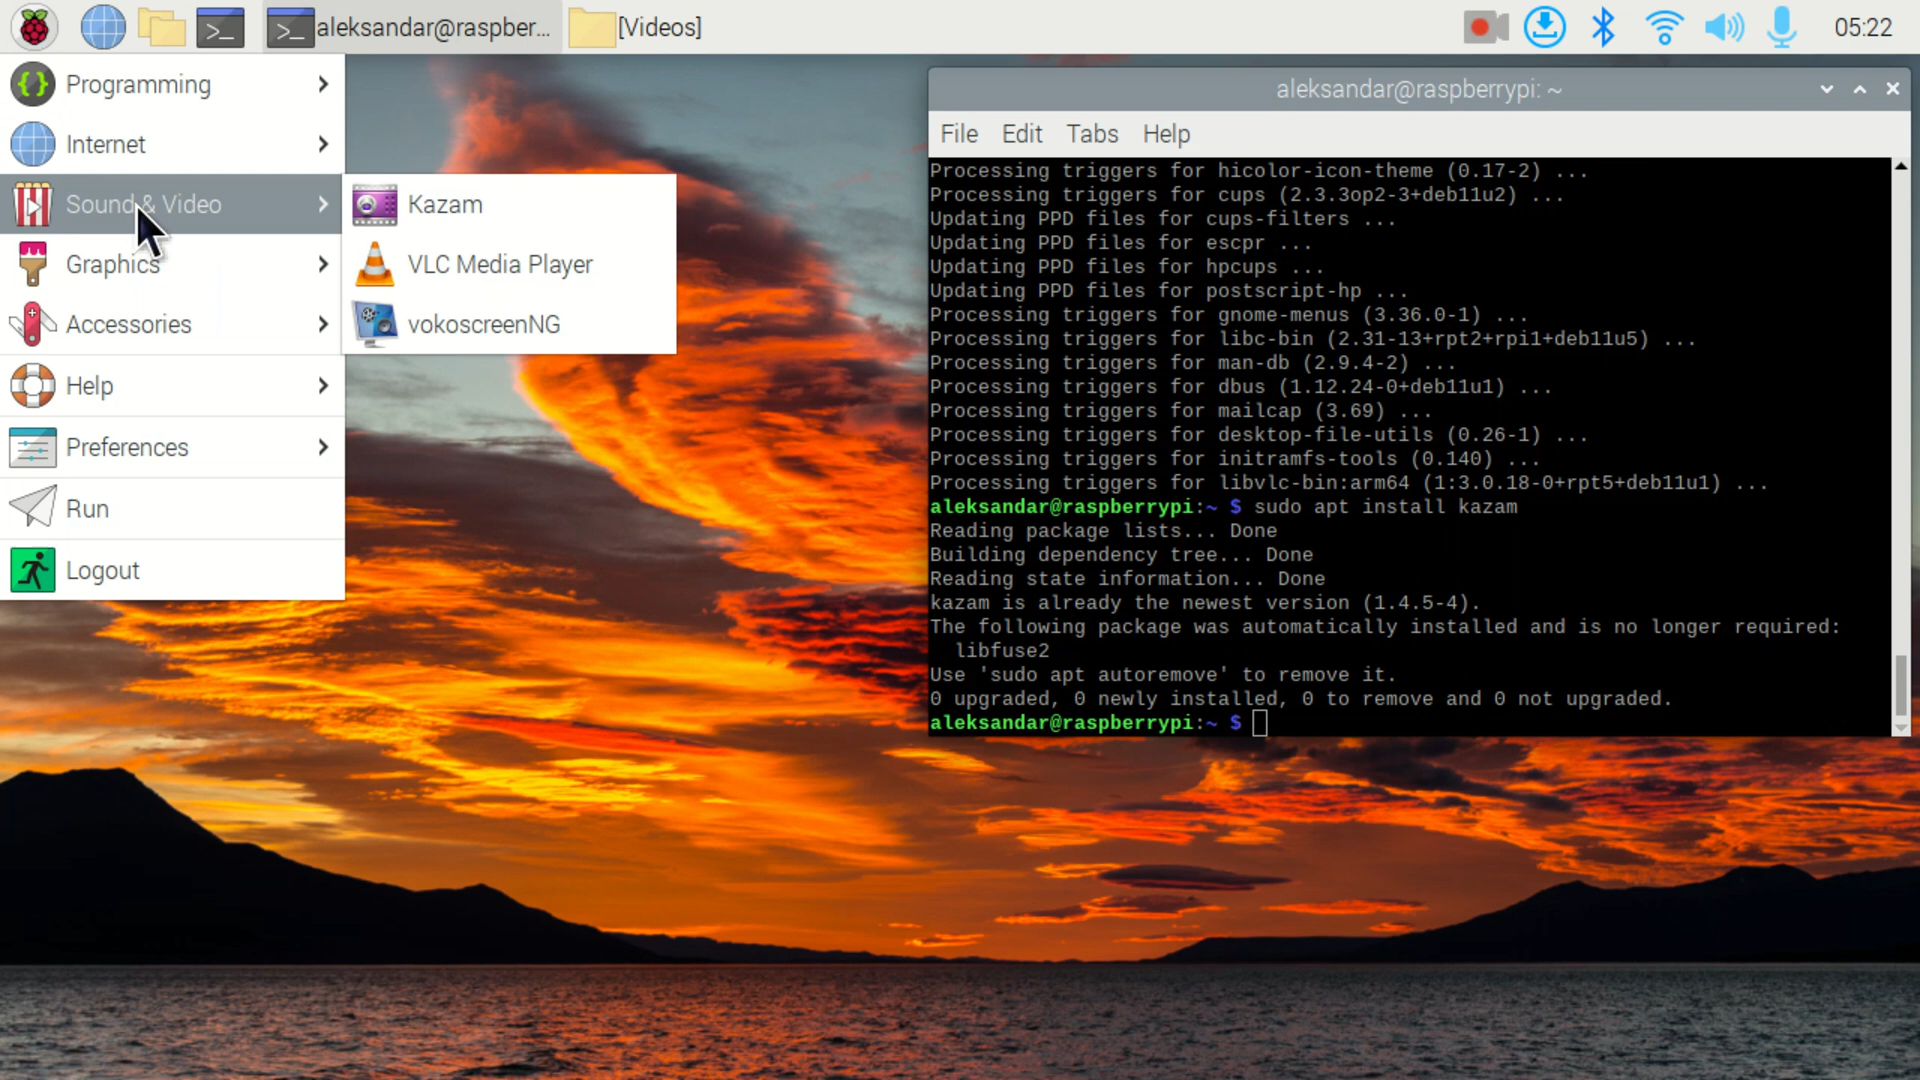 aleksandar@raspber...
[Videos]
05:22
Programming
Internet
Sound & Video
Graphics
Accessories
Help
Preferences
Run
Logout
Kazam
VLC Media Player
vokoscreenNG
aleksandar@raspberrypi: ~
File Edit Tabs Help
Processing triggers for hicolor-icon-theme (0.17-2) ...
Processing triggers for cups (2.3.3op2-3+deb11u2) ...
Updating PPD files for cups-filters ...
Updating PPD files for escpr ...
Updating PPD files for hpcups ...
Updating PPD files for postscript-hp ...
Processing triggers for gnome-menus (3.36.0-1) ...
Processing triggers for libc-bin (2.31-13+rpt2+rpi1+deb11u5) ...
Processing triggers for man-db (2.9.4-2) ...
Processing triggers for dbus (1.12.24-0+deb11u1) ...
Processing triggers for mailcap (3.69) ...
Processing triggers for desktop-file-utils (0.26-1) ...
Processing triggers for initramfs-tools (0.140) ...
Processing triggers for libvlc-bin:arm64 (1:3.0.18-0+rpt5+deb11u1) ...
aleksandar@raspberrypi:~ $ sudo apt install kazam
Reading package lists... Done
Building dependency tree... Done
Reading state information... Done
kazam is already the newest version (1.4.5-4).
The following package was automatically installed and is no longer required:
  libfuse2
Use 'sudo apt autoremove' to remove it.
0 upgraded, 0 newly installed, 0 to remove and 0 not upgraded.
aleksandar@raspberrypi:~ $